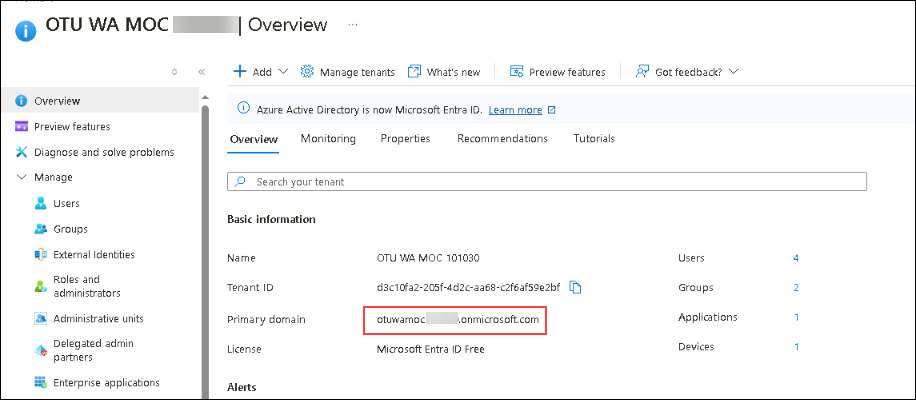 OTU WA MOC | Overview ...
« + Add Manage tenants What's new Preview features Got feedback?
Overview
Preview features
Diagnose and solve problems
Manage
Users
Groups
External Identities
Roles and
administrators
Administrative units
Delegated admin
partners
Enterprise applications
Azure Active Directory is now Microsoft Entra ID. Learn more
Overview Monitoring Properties Recommendations Tutorials
Search your tenant
Basic information
Name OTU WA MOC 101030 Users 4
Tenant ID d3c10fa2-205f-4d2c-aa68-c2f6af59e2bf Groups 2
Primary domain otuwamoc .onmicrosoft.com Applications 1
License Microsoft Entra ID Free Devices 1
Alerts